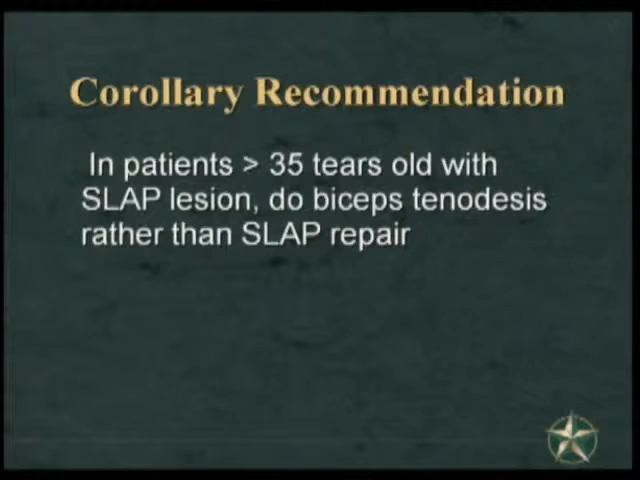 Corollary Recommendation
In patients > 35 tears old with
SLAP lesion, do biceps tenodesis
rather than SLAP repair